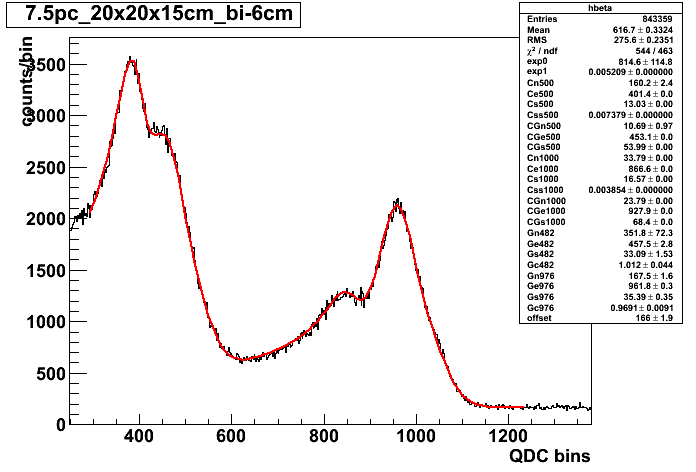 7.5pc_20x20x15cm_bi-6cm
hbeta
Entries 843359
Mean 616.7 ± 0.3324
RMS 275.6 ± 0.2351
χ² / ndf 544 / 463
exp0 814.6 ± 114.8
exp1 0.005209 ± 0.000000
Cn500 160.2 ± 2.4
Ce500 401.4 ± 0.0
Cs500 13.03 ± 0.00
Css500 0.007379 ± 0.000000
CGn500 10.69 ± 0.97
CGe500 453.1 ± 0.0
CGs500 53.99 ± 0.00
Cn1000 33.79 ± 0.00
Ce1000 866.6 ± 0.0
Cs1000 16.57 ± 0.00
Css1000 0.003854 ± 0.000000
CGn1000 23.79 ± 0.00
CGe1000 927.9 ± 0.0
CGs1000 68.4 ± 0.0
Gn482 351.8 ± 72.3
Ge482 457.5 ± 2.8
Gs482 33.09 ± 1.53
Gc482 1.012 ± 0.044
Gn976 167.5 ± 1.6
Ge976 961.8 ± 0.3
Gs976 35.39 ± 0.35
Gc976 0.9691 ± 0.0091
offset 166 ± 1.9
counts/bin
3500
3000
2500
2000
1500
1000
500
0
400 600 800 1000 1200
QDC bins